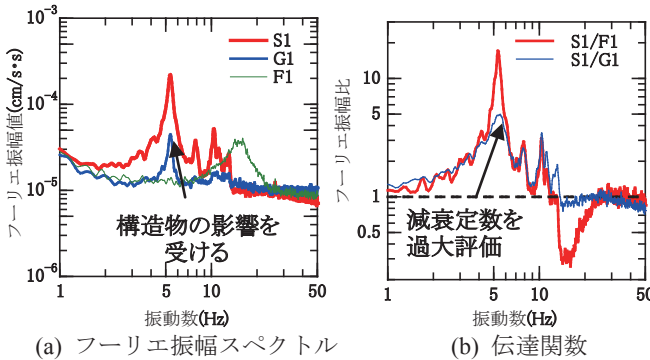 (a)
S1
G1
F1
フーリエ振幅値(cm/s・s)
10⁻³
10⁻⁴
10⁻⁵
10⁻⁶
構造物の影響を
受ける
1 5 10 50
振動数(Hz)
(a) フーリエ振幅スペクトル
(b)
S1/F1
S1/G1
フーリエ振幅比
10
5
1
0.5
減衰定数を
過大評価
1 5 10 50
振動数(Hz)
(b) 伝達関数